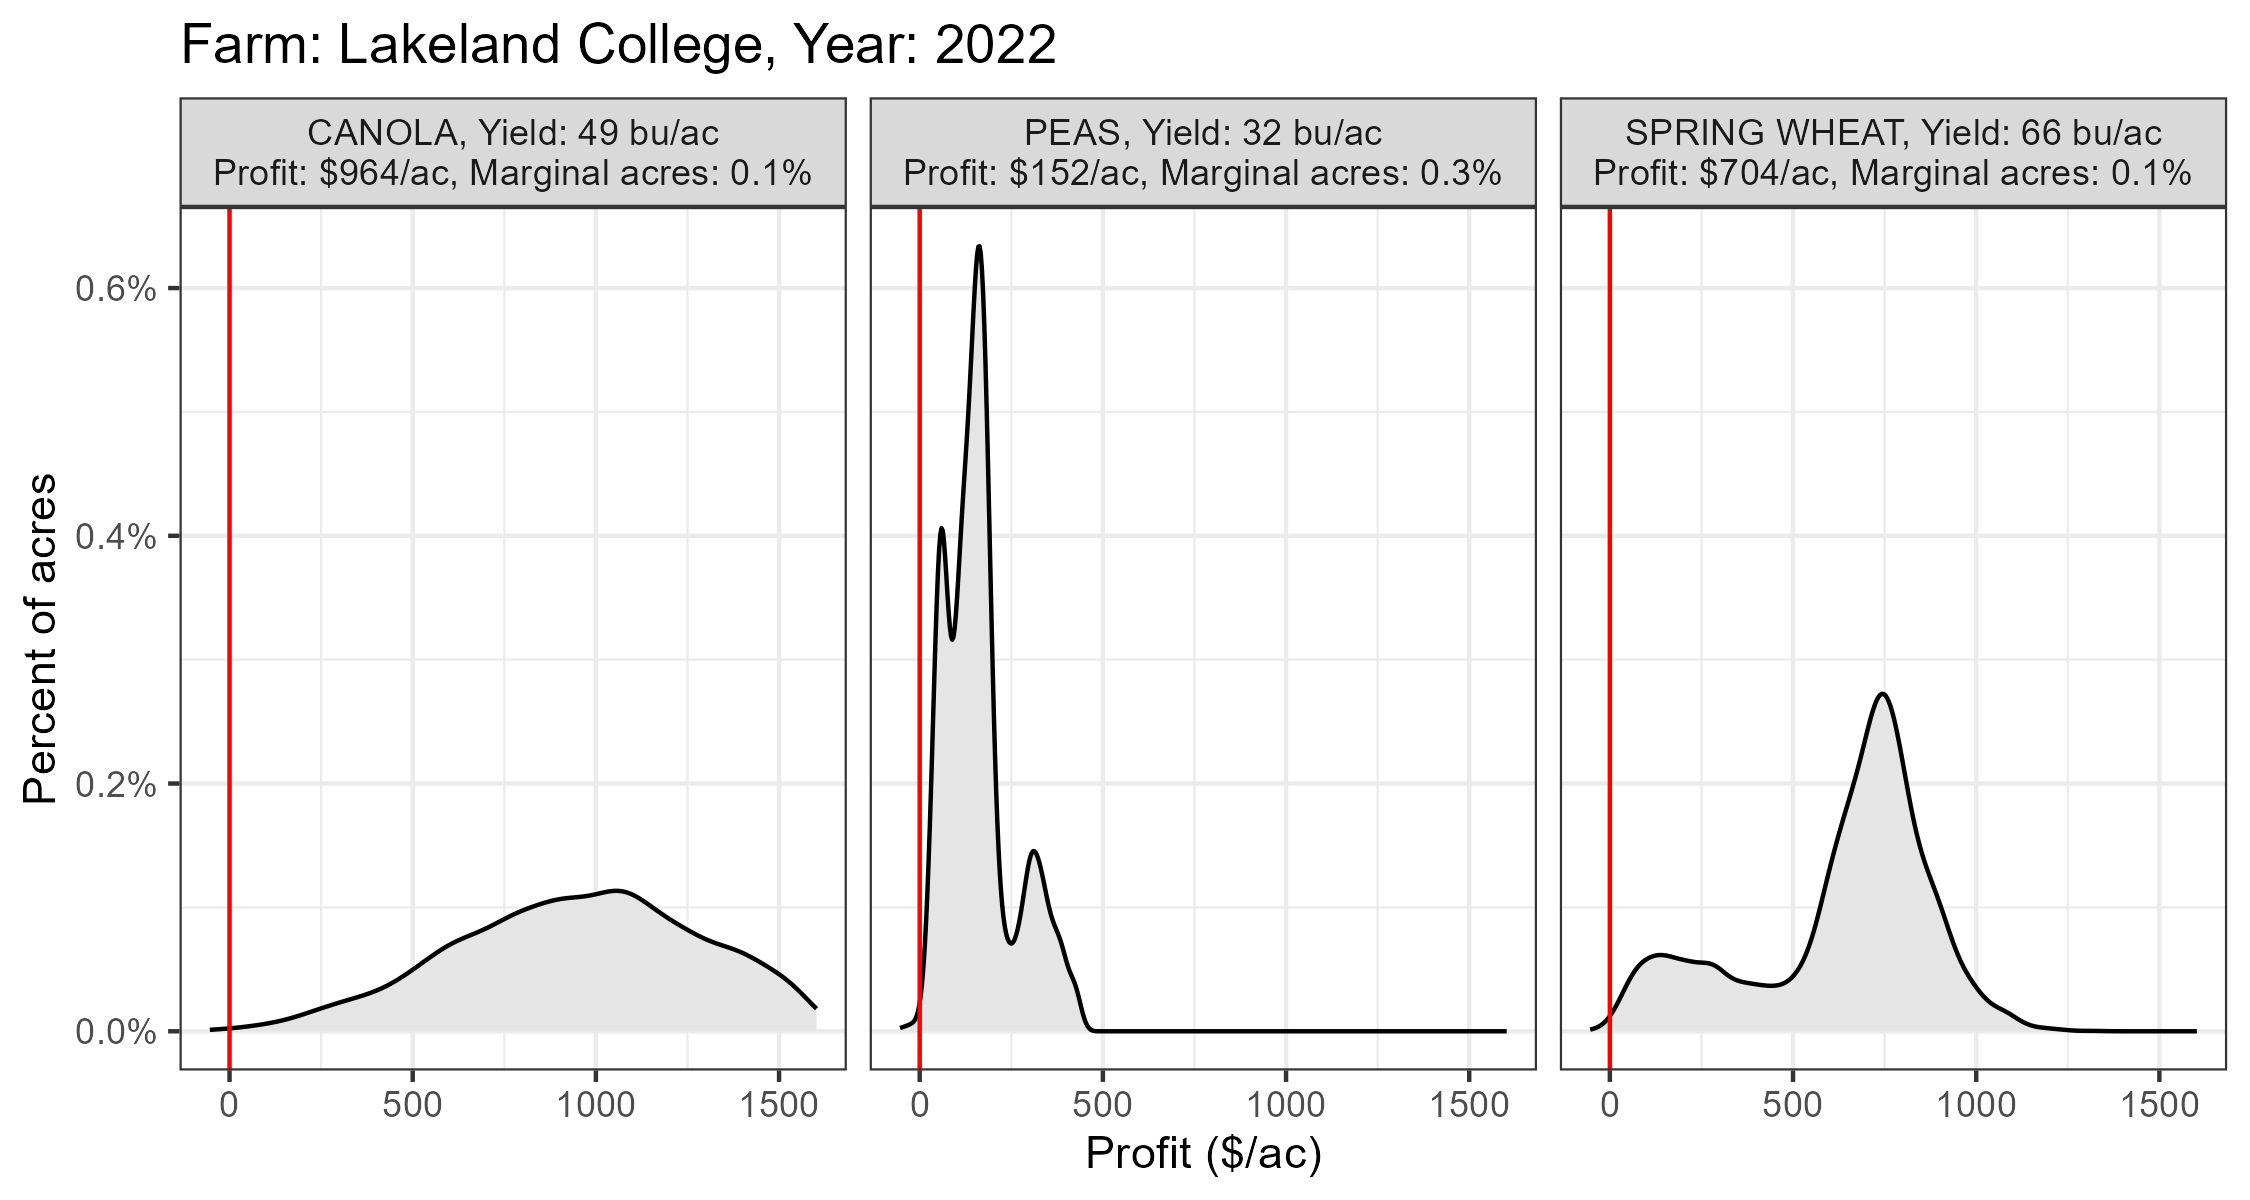 Farm: Lakeland College, Year: 2022
CANOLA, Yield: 49 bu/ac
Profit: $964/ac, Marginal acres: 0.1%
PEAS, Yield: 32 bu/ac
Profit: $152/ac, Marginal acres: 0.3%
SPRING WHEAT, Yield: 66 bu/ac
Profit: $704/ac, Marginal acres: 0.1%
Percent of acres
0.6%
0.4%
0.2%
0.0%
0 500 1000 1500
0 500 1000 1500
0 500 1000 1500
Profit ($/ac)